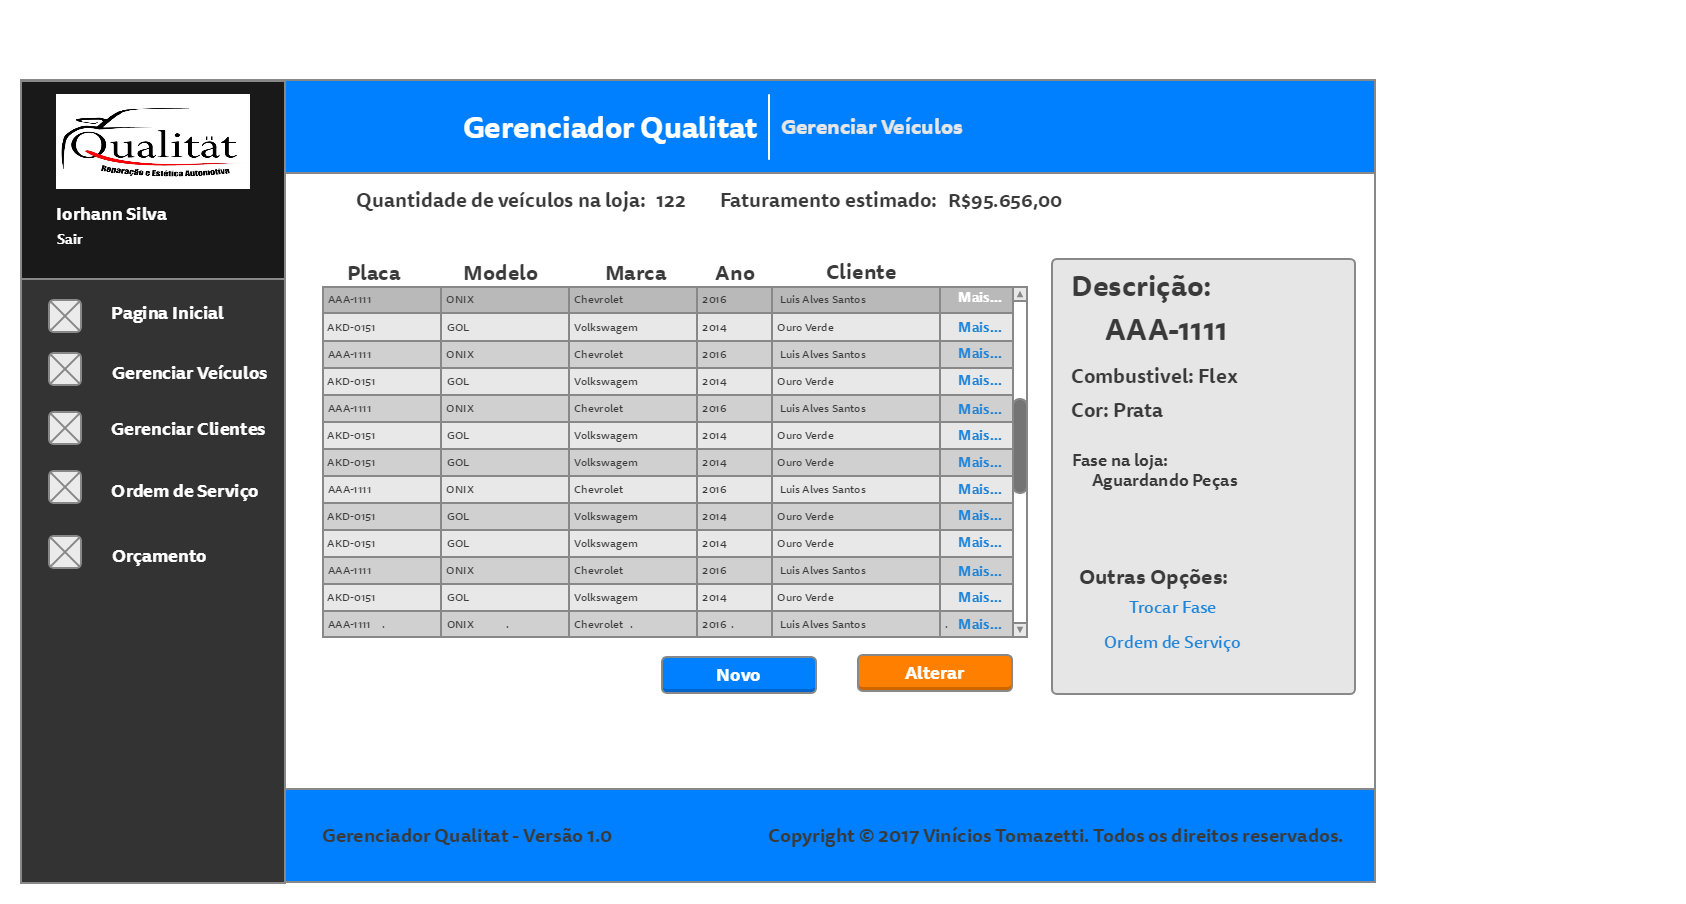 Qualität
Reparação e Estética Automotiva
Iorhann Silva
Sair
Pagina Inicial
Gerenciar Veículos
Gerenciar Clientes
Ordem de Serviço
Orçamento
Gerenciador Qualitat Gerenciar Veículos
Quantidade de veículos na loja: 122 Faturamento estimado: R$95.656,00
Placa Modelo Marca Ano Cliente
AAA-1111 ONIX Chevrolet 2016 Luis Alves Santos Mais...
AKD-0151 GOL Volkswagem 2014 Ouro Verde Mais...
AAA-1111 ONIX Chevrolet 2016 Luis Alves Santos Mais...
AKD-0151 GOL Volkswagem 2014 Ouro Verde Mais...
AAA-1111 ONIX Chevrolet 2016 Luis Alves Santos Mais...
AKD-0151 GOL Volkswagem 2014 Ouro Verde Mais...
AKD-0151 GOL Volkswagem 2014 Ouro Verde Mais...
AAA-1111 ONIX Chevrolet 2016 Luis Alves Santos Mais...
AKD-0151 GOL Volkswagem 2014 Ouro Verde Mais...
AKD-0151 GOL Volkswagem 2014 Ouro Verde Mais...
AAA-1111 ONIX Chevrolet 2016 Luis Alves Santos Mais...
AKD-0151 GOL Volkswagem 2014 Ouro Verde Mais...
AAA-1111 . ONIX . Chevrolet . 2016 . Luis Alves Santos . Mais...
Novo Alterar
Descrição:
AAA-1111
Combustivel: Flex
Cor: Prata
Fase na loja:
Aguardando Peças
Outras Opções:
Trocar Fase
Ordem de Serviço
Gerenciador Qualitat - Versão 1.0 Copyright © 2017 Vinícios Tomazetti. Todos os direitos reservados.